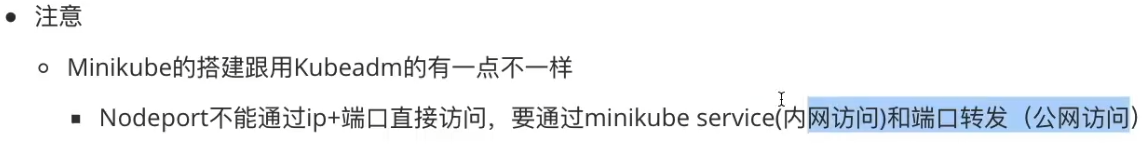 注意
Minikube的搭建跟用Kubeadm的有一点不一样
Nodeport不能通过ip+端口直接访问，要通过minikube service(内网访问)和端口转发（公网访问)